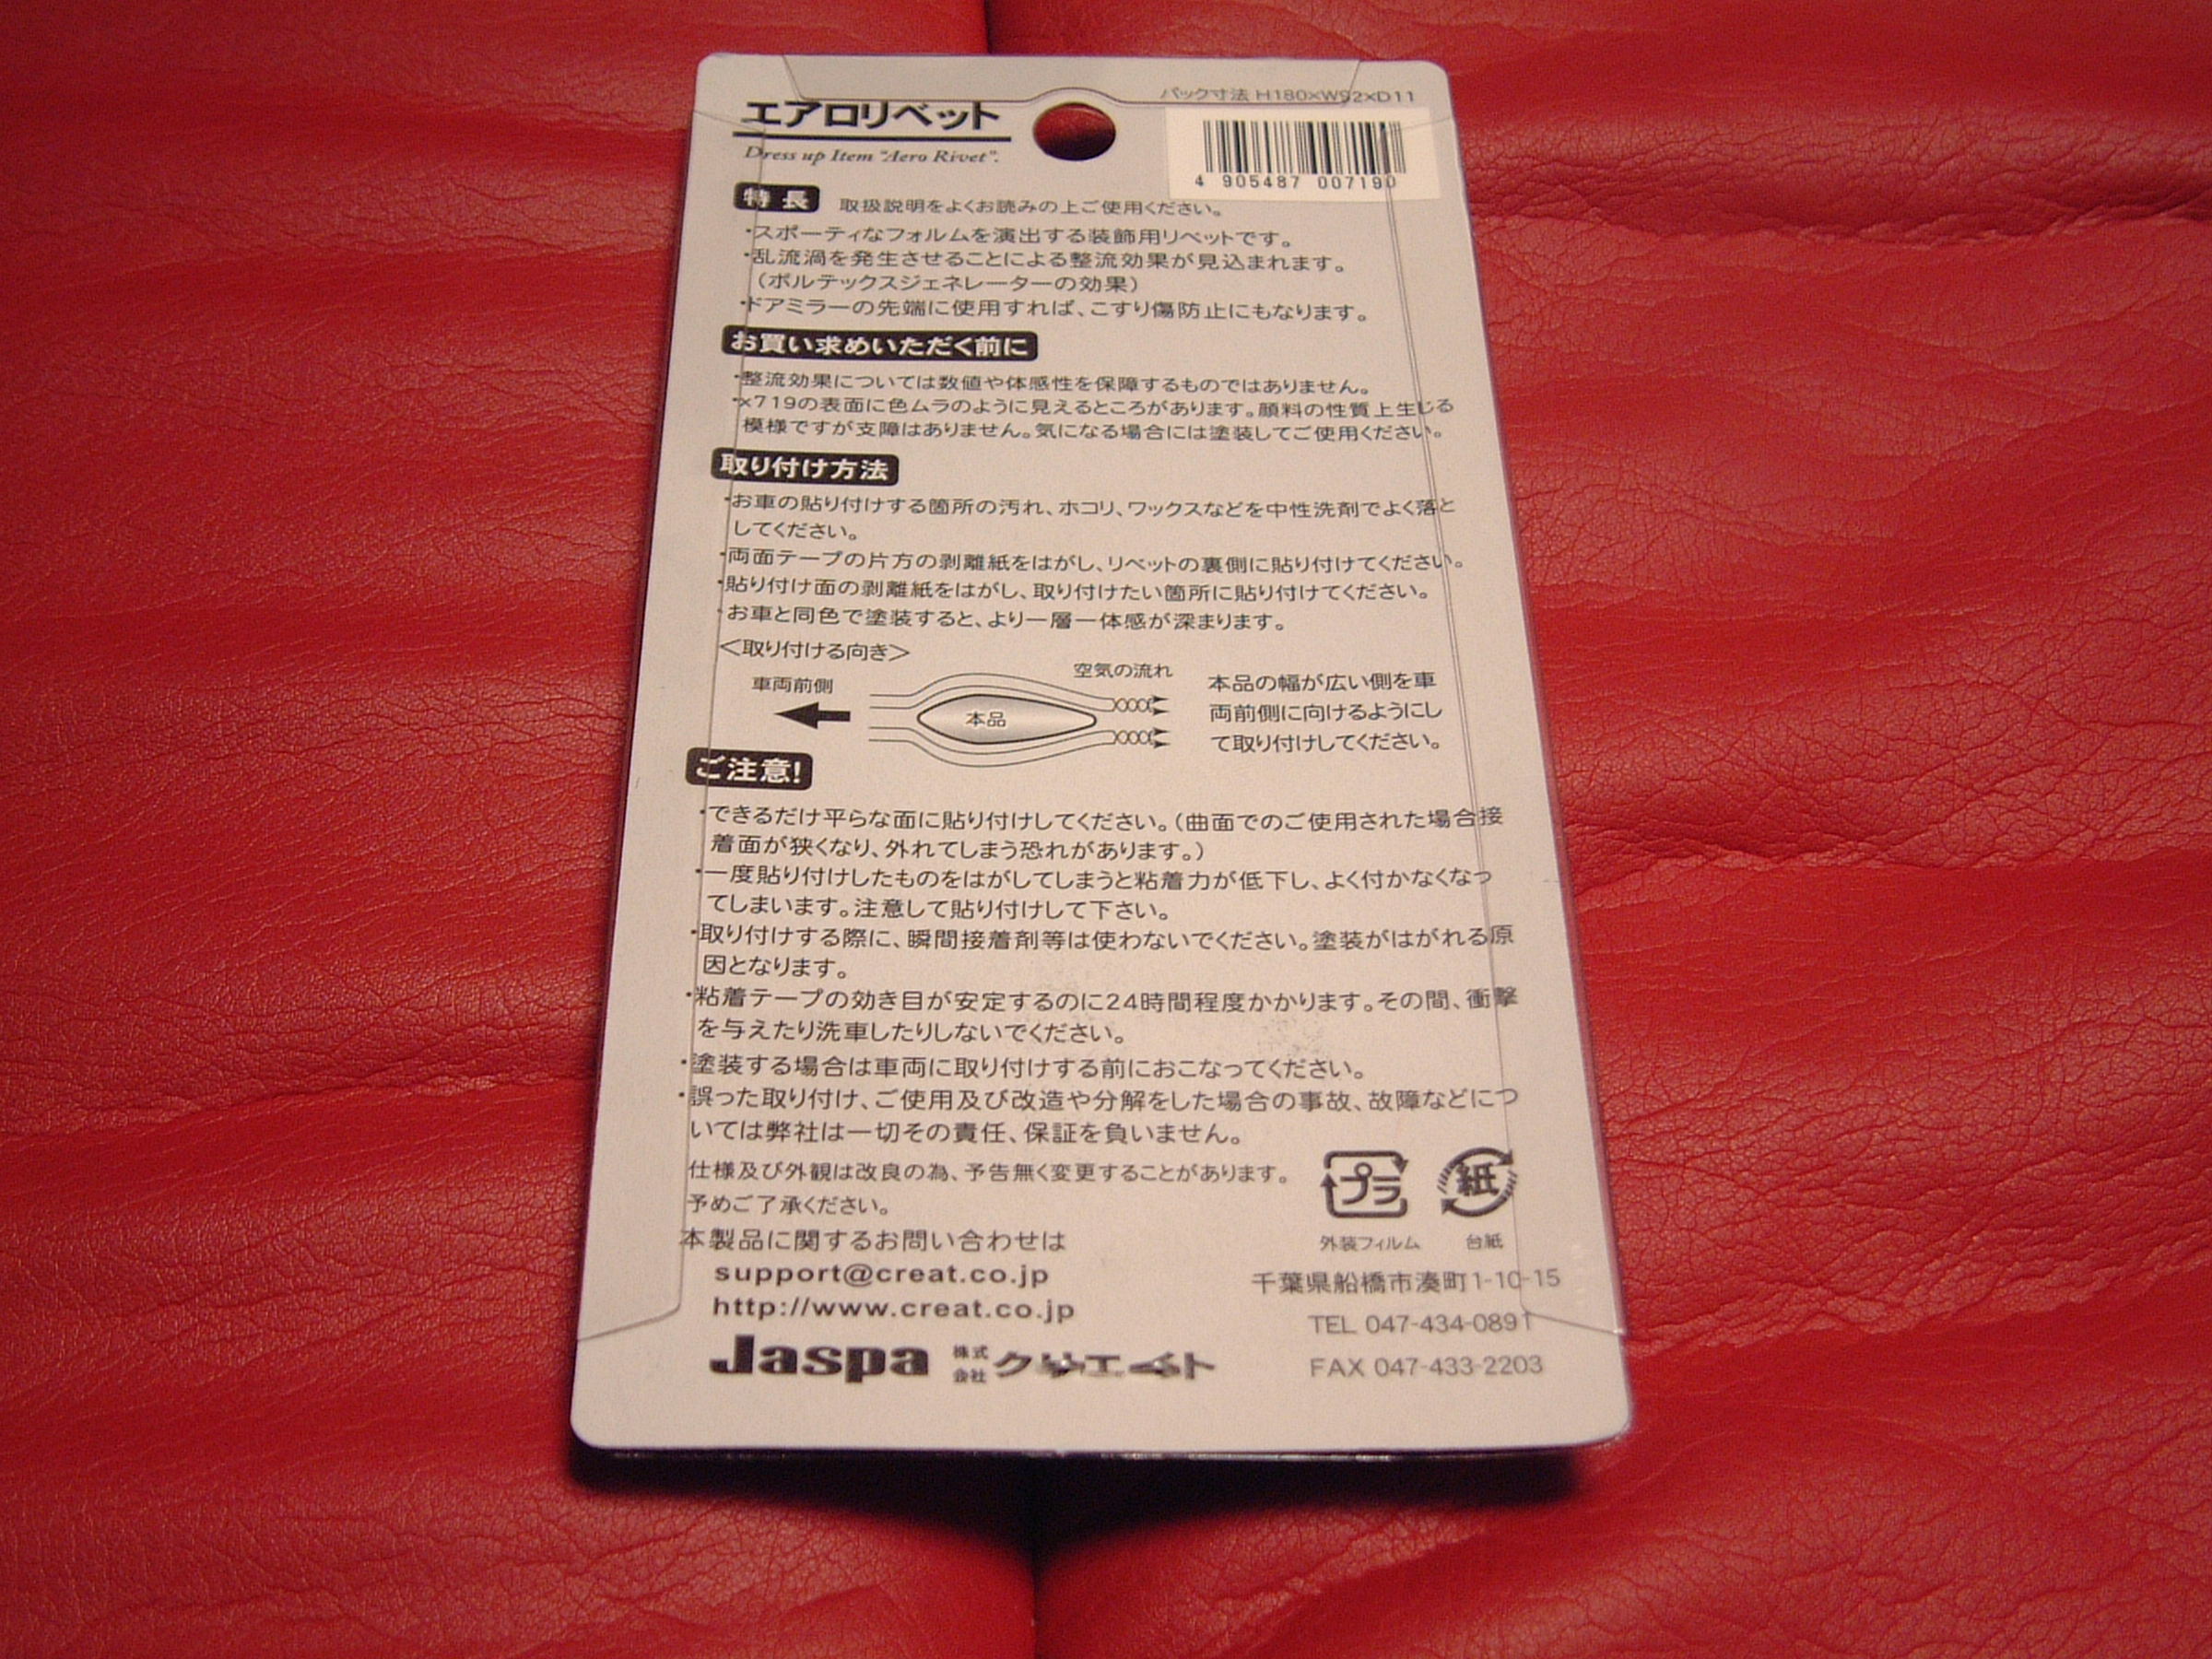 パック寸法 H180×W92×D11
エアロリベット
Dress up Item "Aero Rivet".
4 905487 007190
特 長 取扱説明をよくお読みの上ご使用ください。
・スポーティなフォルムを演出する装飾用リベットです。
・乱流渦を発生させることによる整流効果が見込まれます。
（ボルテックスジェネレーターの効果）
・ドアミラーの先端に使用すれば、こすり傷防止にもなります。
お買い求めいただく前に
・整流効果については数値や体感性を保障するものではありません。
・×719の表面に色ムラのように見えるところがあります。顔料の性質上生じる
模様ですが支障はありません。気になる場合には塗装してご使用ください。
取り付け方法
・お車の貼り付けする箇所の汚れ、ホコリ、ワックスなどを中性洗剤でよく落と
してください。
・両面テープの片方の剥離紙をはがし、リベットの裏側に貼り付けてください。
・貼り付け面の剥離紙をはがし、取り付けたい箇所に貼り付けてください。
・お車と同色で塗装すると、より一層一体感が深まります。
＜取り付ける向き＞
車両前側
空気の流れ
本品
本品の幅が広い側を車
両前側に向けるようにし
て取り付けしてください。
ご注意!
・できるだけ平らな面に貼り付けしてください。（曲面でのご使用された場合接
着面が狭くなり、外れてしまう恐れがあります。）
・一度貼り付けしたものをはがしてしまうと粘着力が低下し、よく付かなくなっ
てしまいます。注意して貼り付けして下さい。
・取り付けする際に、瞬間接着剤等は使わないでください。塗装がはがれる原
因となります。
・粘着テープの効き目が安定するのに24時間程度かかります。その間、衝撃
を与えたり洗車したりしないでください。
・塗装する場合は車両に取り付けする前におこなってください。
・誤った取り付け、ご使用及び改造や分解をした場合の事故、故障などにつ
いては弊社は一切その責任、保証を負いません。
仕様及び外観は改良の為、予告無く変更することがあります。
予めご了承ください。
プラ 紙
外装フィルム 台紙
本製品に関するお問い合わせは
support@creat.co.jp
http://www.creat.co.jp
Jaspa 株式会社クリエイト
千葉県船橋市湊町1-10-15
TEL 047-434-0891
FAX 047-433-2203